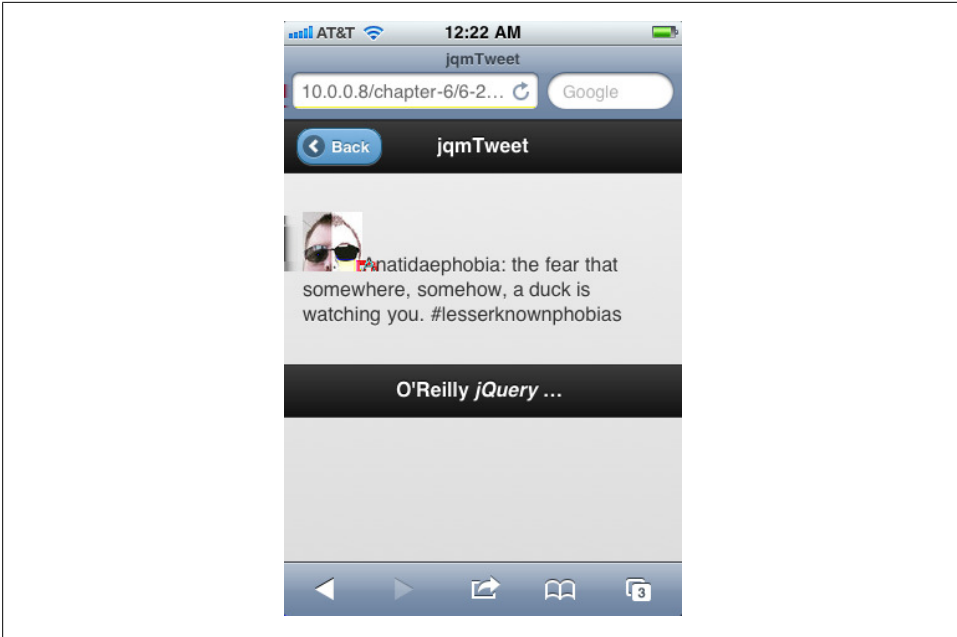 AT&T 12:22 AM
jqmTweet
10.0.0.8/chapter-6/6-2... Google
Back jqmTweet
Anatidaephobia: the fear that
somewhere, somehow, a duck is
watching you. #lesserknownphobias
O'Reilly jQuery ...
3